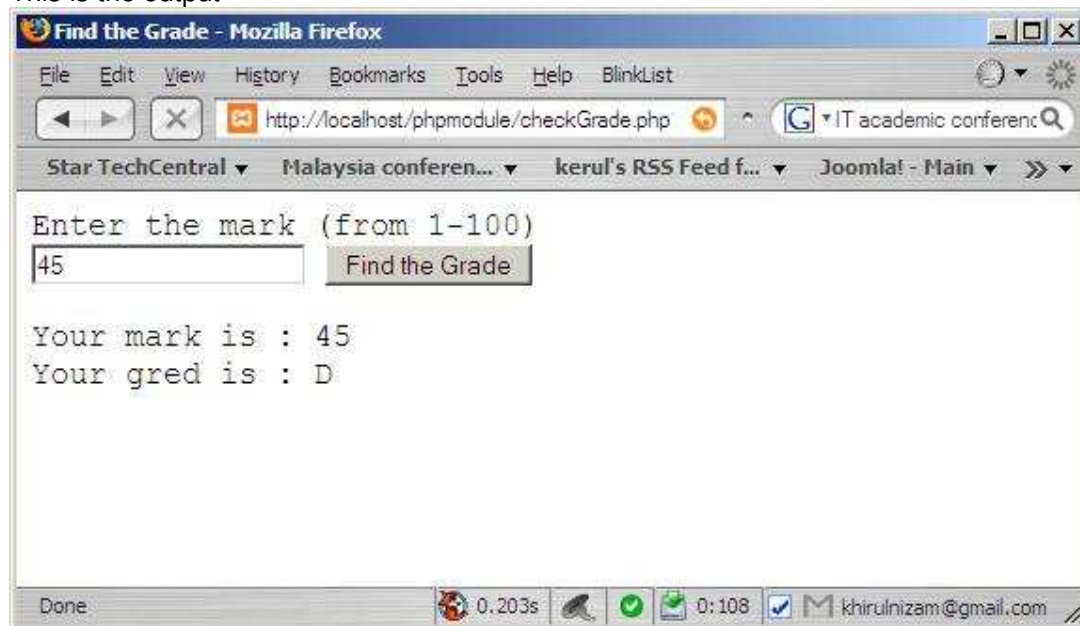 This is the output
Find the Grade - Mozilla Firefox
File Edit View History Bookmarks Tools Help BlinkList
http://localhost/phpmodule/checkGrade.php G IT academic conferenc
Star TechCentral Malaysia conferen... kerul's RSS Feed f... Joomla! - Main
Enter the mark (from 1-100)
45 Find the Grade
Your mark is : 45
Your gred is : D
Done 0.203s 0:108 khirulnizam@gmail.com